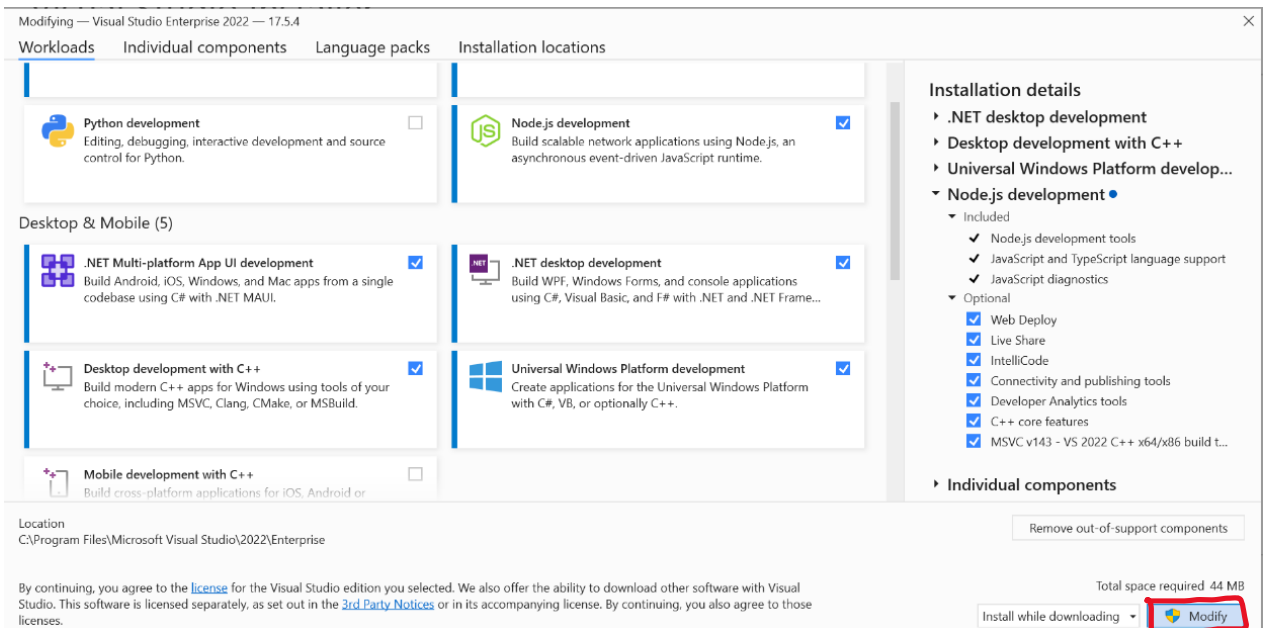 Modifying — Visual Studio Enterprise 2022 — 17.5.4
Workloads Individual components Language packs Installation locations
Python development
Editing, debugging, interactive development and source
control for Python.
Node.js development
Build scalable network applications using Node.js, an
asynchronous event-driven JavaScript runtime.
Desktop & Mobile (5)
.NET Multi-platform App UI development
Build Android, iOS, Windows, and Mac apps from a single
codebase using C# with .NET MAUI.
.NET
.NET desktop development
Build WPF, Windows Forms, and console applications
using C#, Visual Basic, and F# with .NET and .NET Frame...
Desktop development with C++
Build modern C++ apps for Windows using tools of your
choice, including MSVC, Clang, CMake, or MSBuild.
Universal Windows Platform development
Create applications for the Universal Windows Platform
with C#, VB, or optionally C++.
Mobile development with C++
Build cross-platform applications for iOS, Android or
Installation details
.NET desktop development
Desktop development with C++
Universal Windows Platform develop...
Node.js development
Included
Node.js development tools
JavaScript and TypeScript language support
JavaScript diagnostics
Optional
Web Deploy
Live Share
IntelliCode
Connectivity and publishing tools
Developer Analytics tools
C++ core features
MSVC v143 - VS 2022 C++ x64/x86 build t...
Individual components
Location
C:\Program Files\Microsoft Visual Studio\2022\Enterprise
Remove out-of-support components
By continuing, you agree to the license for the Visual Studio edition you selected. We also offer the ability to download other software with Visual
Studio. This software is licensed separately, as set out in the 3rd Party Notices or in its accompanying license. By continuing, you also agree to those
licenses.
Total space required 44 MB
Install while downloading
Modify